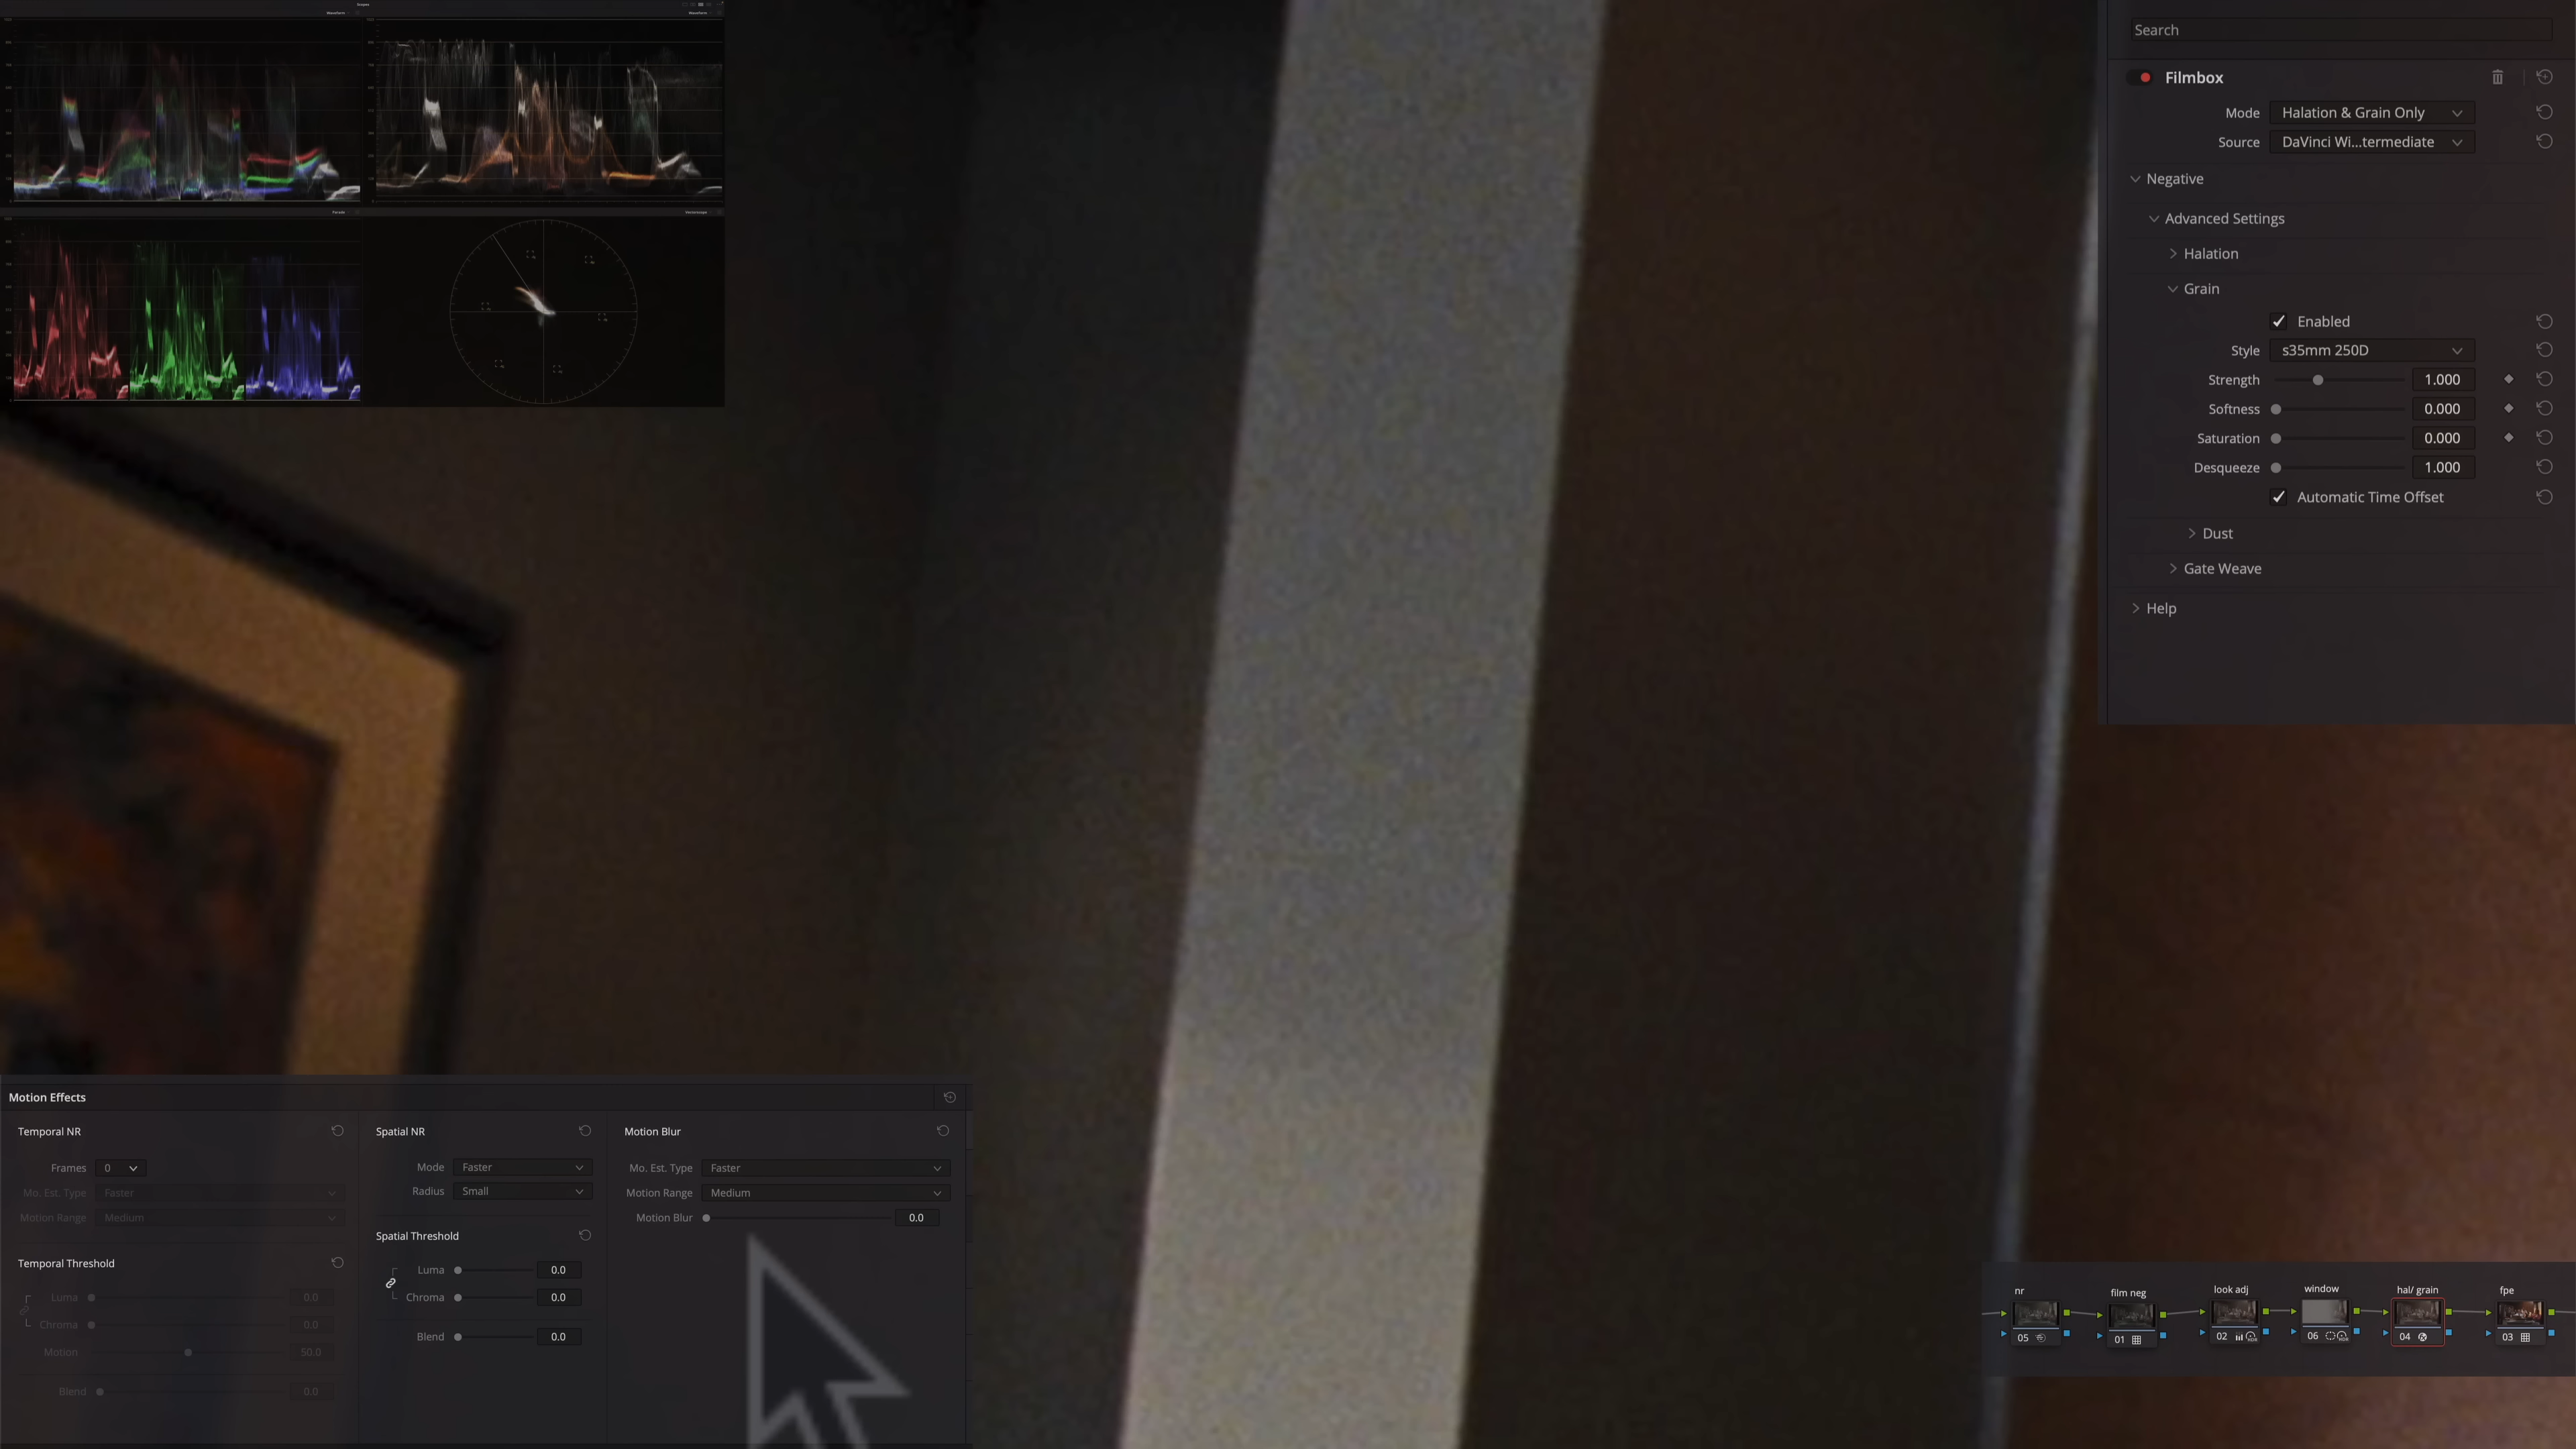 Scopes
Waveform
Waveform
Parade
Vectorscope
Search
Filmbox
Mode Halation & Grain Only
Source DaVinci Wi...termediate
Negative
Advanced Settings
Halation
Grain
Enabled
Style s35mm 250D
Strength 1.000
Softness 0.000
Saturation 0.000
Desqueeze 1.000
Automatic Time Offset
Dust
Gate Weave
Help
Motion Effects
Temporal NR
Frames 0
Mo. Est. Type Faster
Motion Range Medium
Temporal Threshold
Luma 0.0
Chroma 0.0
Motion 50.0
Blend 0.0
Spatial NR
Mode Faster
Radius Small
Spatial Threshold
Luma 0.0
Chroma 0.0
Blend 0.0
Motion Blur
Mo. Est. Type Faster
Motion Range Medium
Motion Blur 0.0
nr
05
film neg
01
look adj
02
window
06
hal/ grain
04
fpe
03